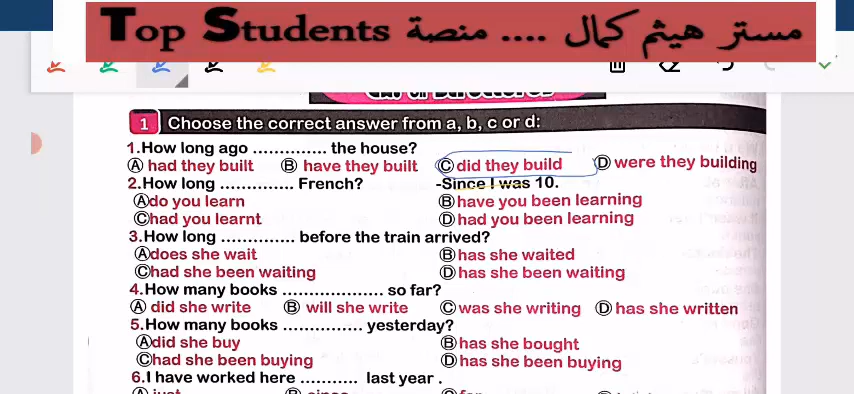 Top Students مستر هيثم كمال .... منصة
1 Choose the correct answer from a, b, c or d:
1.How long ago .............. the house?
Ⓐ had they built Ⓑ have they built Ⓒ did they build Ⓓ were they building
2.How long .............. French? -Since I was 10.
Ⓐdo you learn Ⓑhave you been learning
Ⓒhad you learnt Ⓓhad you been learning
3.How long .............. before the train arrived?
Ⓐdoes she wait Ⓑhas she waited
Ⓒhad she been waiting Ⓓhas she been waiting
4.How many books ................... so far?
Ⓐ did she write Ⓑ will she write Ⓒwas she writing Ⓓ has she written
5.How many books ............... yesterday?
Ⓐdid she buy Ⓑhas she bought
Ⓒhad she been buying Ⓓhas she been buying
6.I have worked here ........... last year .